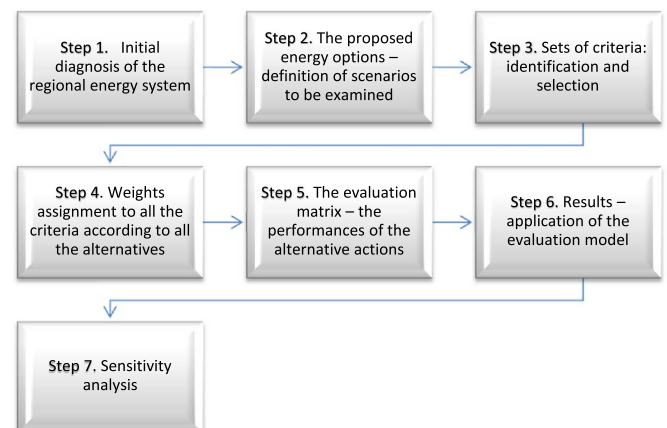 Step 1. Initial
diagnosis of the
regional energy system
Step 2. The proposed
energy options –
definition of scenarios
to be examined
Step 3. Sets of criteria:
identification and
selection
Step 4. Weights
assignment to all the
criteria according to all
the alternatives
Step 5. The evaluation
matrix – the
performances of the
alternative actions
Step 6. Results –
application of the
evaluation model
Step 7. Sensitivity
analysis